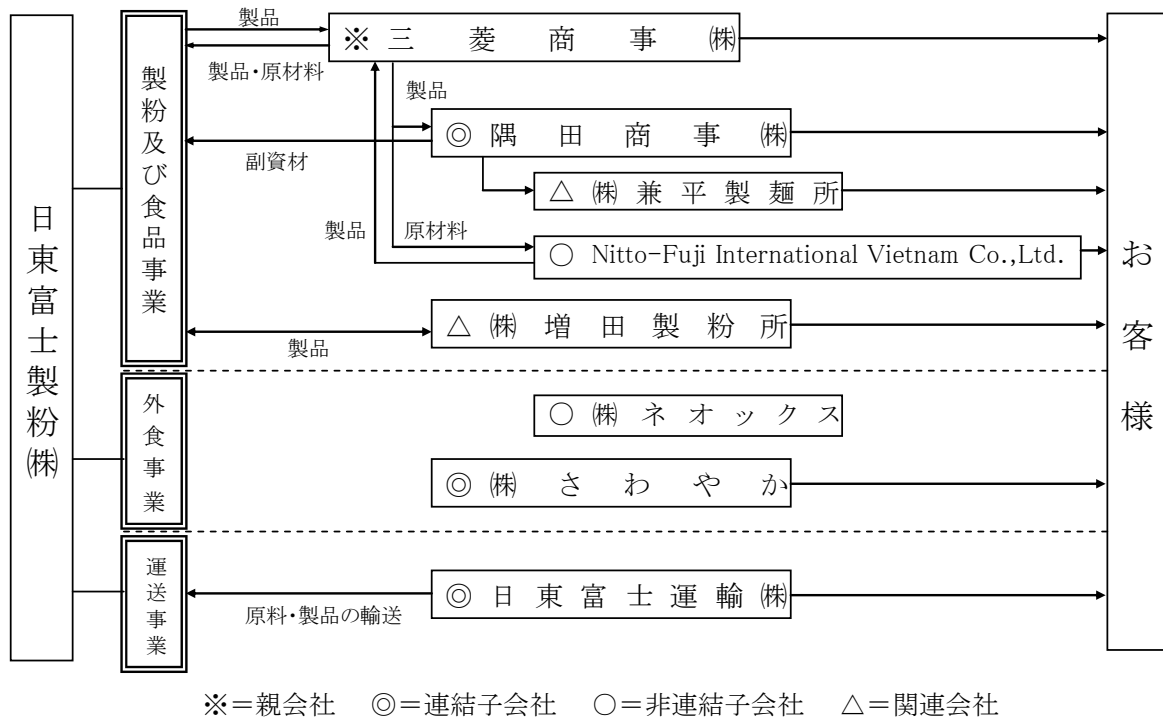 日東富士製粉㈱
製粉及び食品事業
製品
製品・原材料
※三菱商事㈱
製品
◎隅田商事㈱
副資材
△㈱兼平製麺所
製品
原材料
○ Nitto-Fuji International Vietnam Co.,Ltd.
△㈱増田製粉所
製品
外食事業
○㈱ネオックス
◎㈱さわやか
運送事業
◎日東富士運輸㈱
原料・製品の輸送
お客様
※=親会社 ◎=連結子会社 ○=非連結子会社 △=関連会社